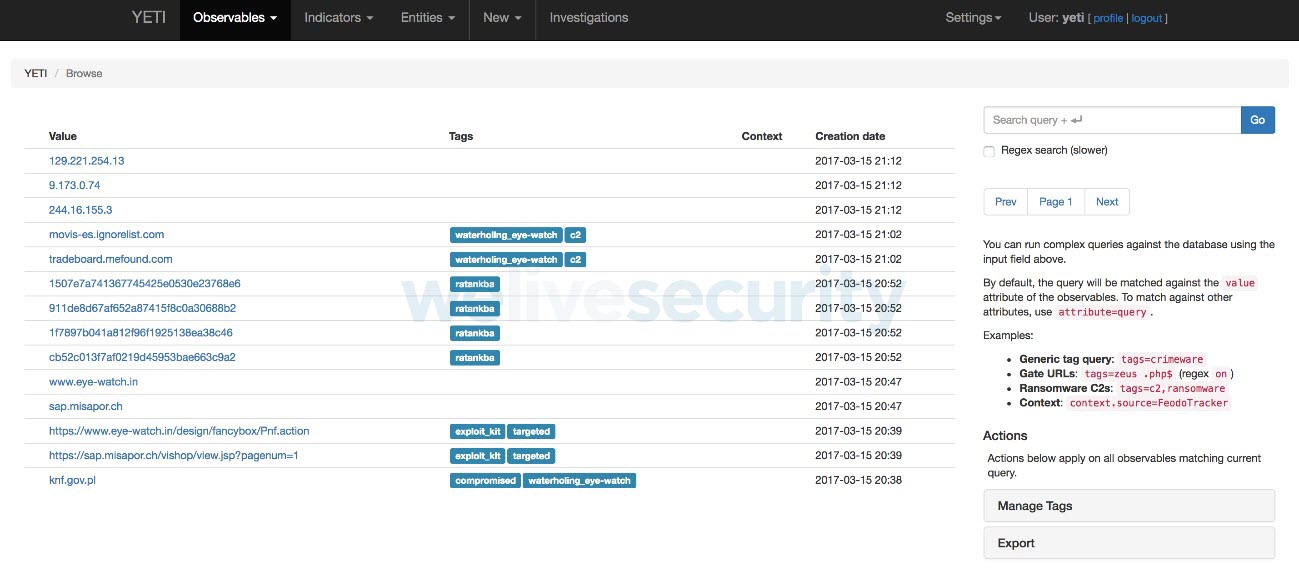 YETI Observables Indicators Entities New Investigations Settings User: yeti [ profile | logout ]
YETI / Browse
Value Tags Context Creation date
129.221.254.13 2017-03-15 21:12
9.173.0.74 2017-03-15 21:12
244.16.155.3 2017-03-15 21:12
movis-es.ignorelist.com waterholing_eye-watch c2 2017-03-15 21:02
tradeboard.mefound.com waterholing_eye-watch c2 2017-03-15 21:02
1507e7a741367745425e0530e23768e6 ratankba 2017-03-15 20:52
911de8d67af652a87415f8c0a30688b2 ratankba 2017-03-15 20:52
1f7897b041a812f96f1925138ea38c46 ratankba 2017-03-15 20:52
cb52c013f7af0219d45953bae663c9a2 ratankba 2017-03-15 20:52
www.eye-watch.in 2017-03-15 20:47
sap.misapor.ch 2017-03-15 20:47
https://www.eye-watch.in/design/fancybox/Pnf.action exploit_kit targeted 2017-03-15 20:39
https://sap.misapor.ch/vishop/view.jsp?pagenum=1 exploit_kit targeted 2017-03-15 20:39
knf.gov.pl compromised waterholing_eye-watch 2017-03-15 20:38
welivesecurity
Search query + ↵ Go
Regex search (slower)
Prev Page 1 Next
You can run complex queries against the database using the
input field above.
By default, the query will be matched against the value
attribute of the observables. To match against other
attributes, use attribute=query .
Examples:
• Generic tag query: tags=crimeware
• Gate URLs: tags=zeus .php$ (regex on )
• Ransomware C2s: tags=c2,ransomware
• Context: context.source=FeodoTracker
Actions
Actions below apply on all observables matching current
query.
Manage Tags
Export